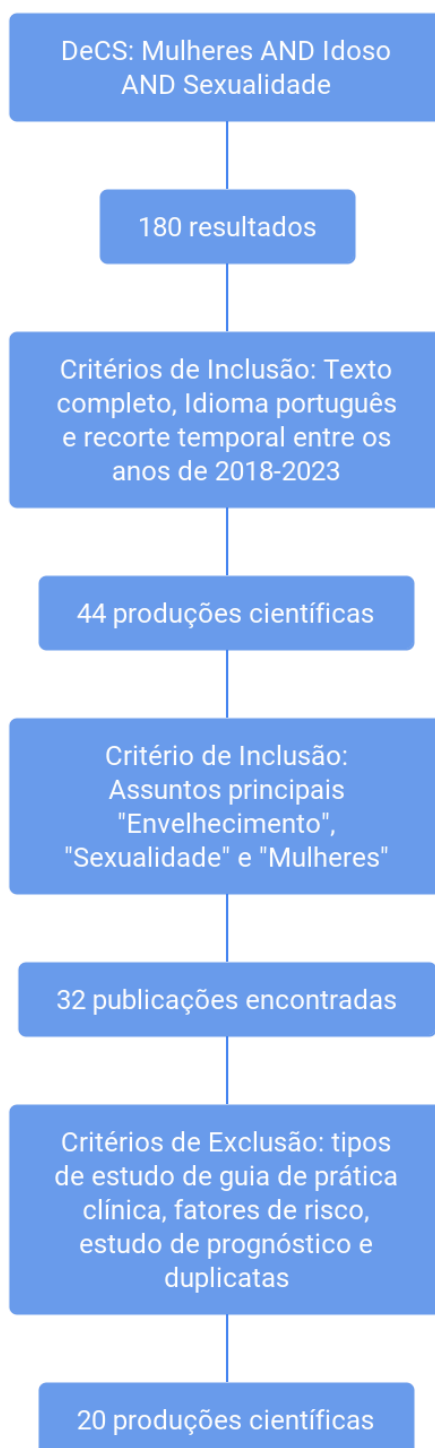 DeCS: Mulheres AND Idoso
AND Sexualidade
180 resultados
Critérios de Inclusão: Texto
completo, Idioma português
e recorte temporal entre os
anos de 2018-2023
44 produções científicas
Critério de Inclusão:
Assuntos principais
"Envelhecimento",
"Sexualidade" e "Mulheres"
32 publicações encontradas
Critérios de Exclusão: tipos
de estudo de guia de prática
clínica, fatores de risco,
estudo de prognóstico e
duplicatas
20 produções científicas